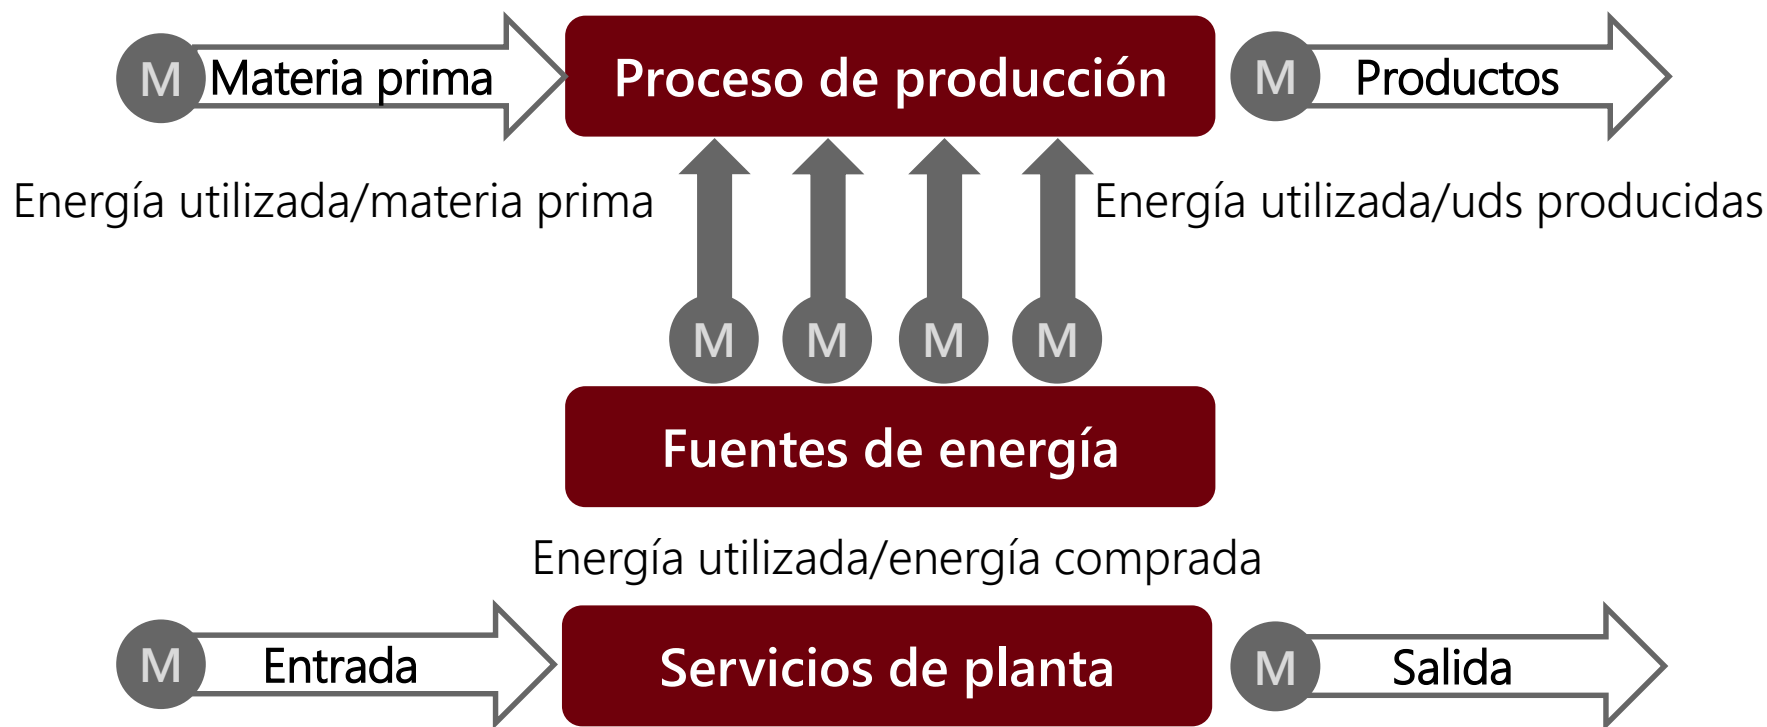 M Materia prima
Proceso de producción
M Productos
Energía utilizada/materia prima
Energía utilizada/uds producidas
M M M M
Fuentes de energía
Energía utilizada/energía comprada
M Entrada
Servicios de planta
M Salida